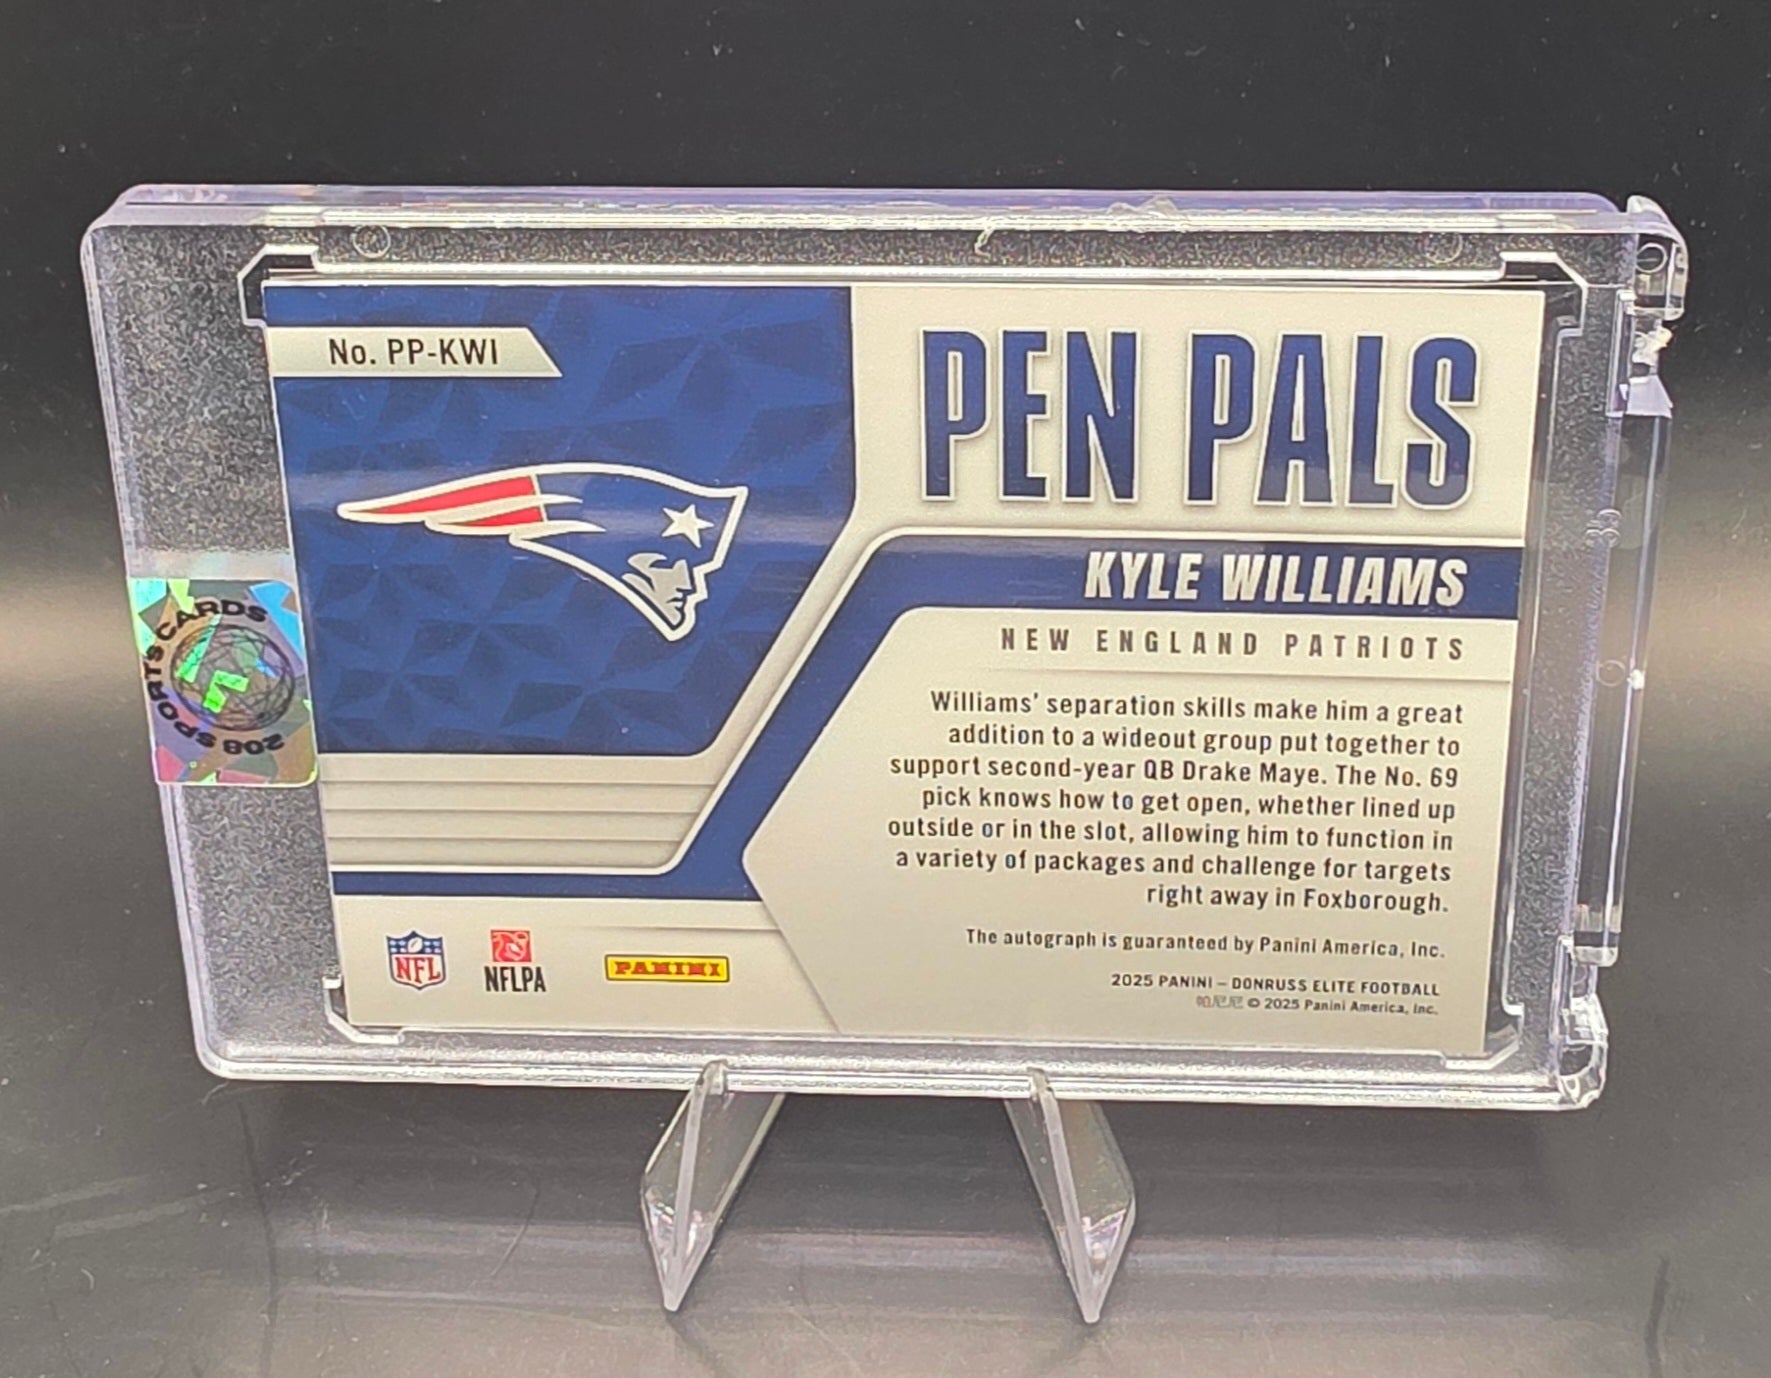 No. PP-KWI
PEN PALS
KYLE WILLIAMS
NEW ENGLAND PATRIOTS
Williams' separation skills make him a great
addition to a wideout group put together to
support second-year QB Drake Maye. The No. 69
pick knows how to get open, whether lined up
outside or in the slot, allowing him to function in
a variety of packages and challenge for targets
right away in Foxborough.
The autograph is guaranteed by Panini America, Inc.
2025 PANINI – DONRUSS ELITE FOOTBALL
© 2025 Panini America, Inc.
NFL
NFLPA
PANINI
208 SPORTS CARDS